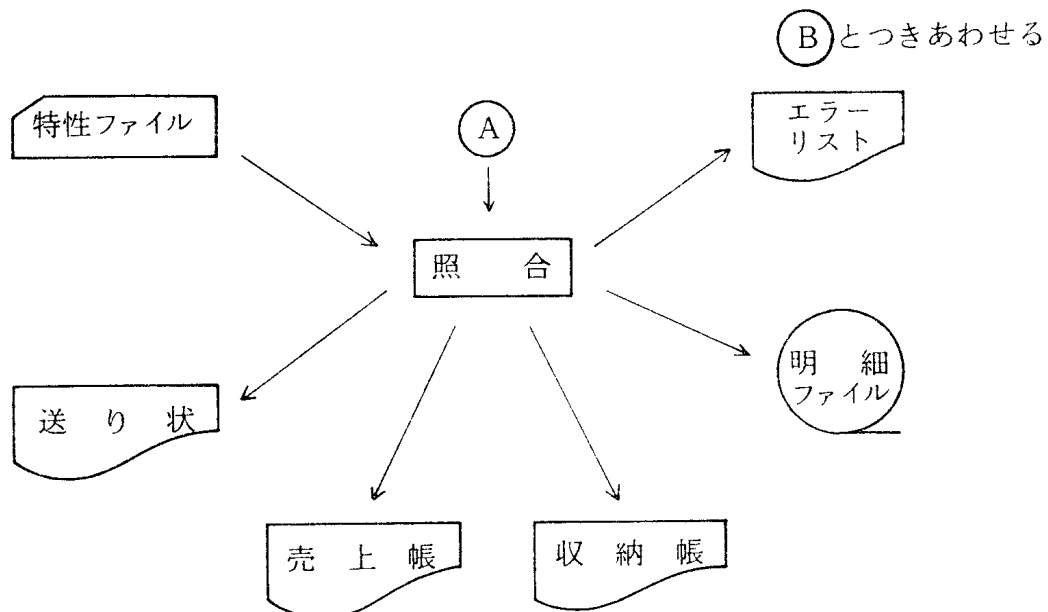 Bとつきあわせる
特性ファイル
A
エラー
リスト
照合
明細
ファイル
送り状
売上帳
収納帳